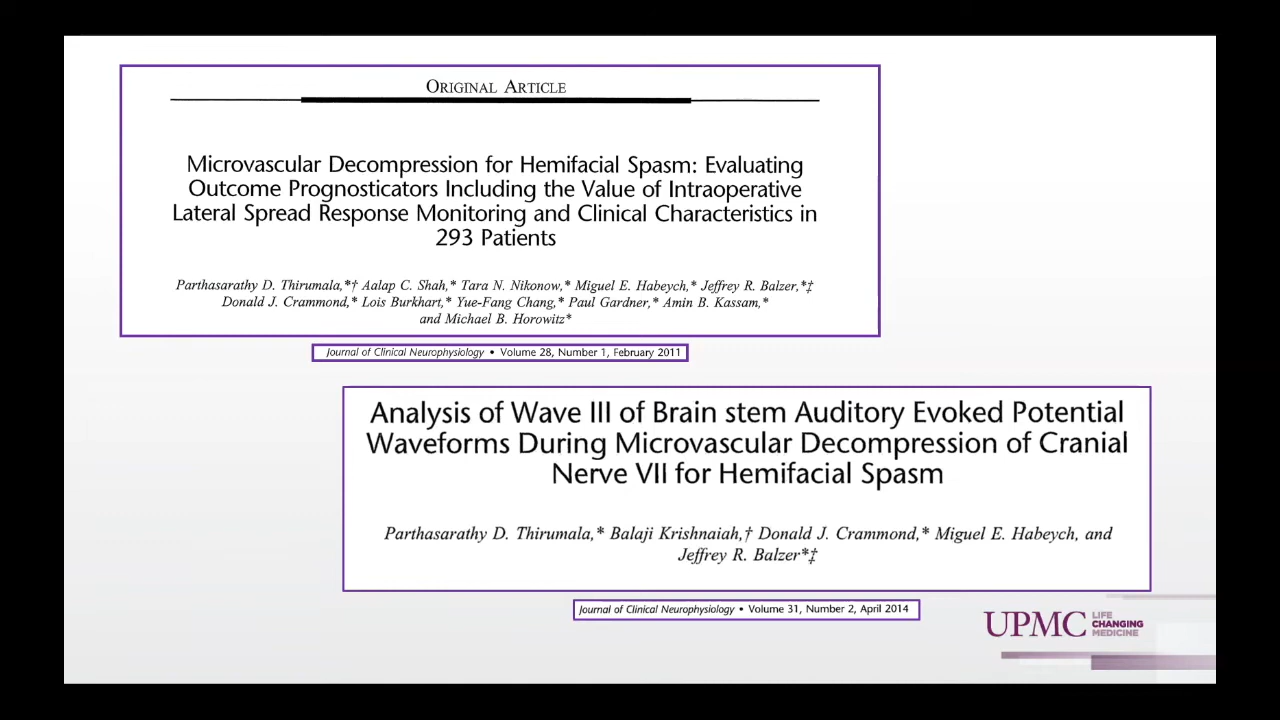 ORIGINAL ARTICLE
Microvascular Decompression for Hemifacial Spasm: Evaluating
Outcome Prognosticators Including the Value of Intraoperative
Lateral Spread Response Monitoring and Clinical Characteristics in
293 Patients
Parthasarathy D. Thirumala,*† Aalap C. Shah,* Tara N. Nikonow,* Miguel E. Habeych,* Jeffrey R. Balzer,*‡
Donald J. Crammond,* Lois Burkhart,* Yue-Fang Chang,* Paul Gardner,* Amin B. Kassam,*
and Michael B. Horowitz*
Journal of Clinical Neurophysiology • Volume 28, Number 1, February 2011
Analysis of Wave III of Brain stem Auditory Evoked Potential
Waveforms During Microvascular Decompression of Cranial
Nerve VII for Hemifacial Spasm
Parthasarathy D. Thirumala,* Balaji Krishnaiah,† Donald J. Crammond,* Miguel E. Habeych, and
Jeffrey R. Balzer*‡
Journal of Clinical Neurophysiology • Volume 31, Number 2, April 2014
UPMC
LIFE
CHANGING
MEDICINE